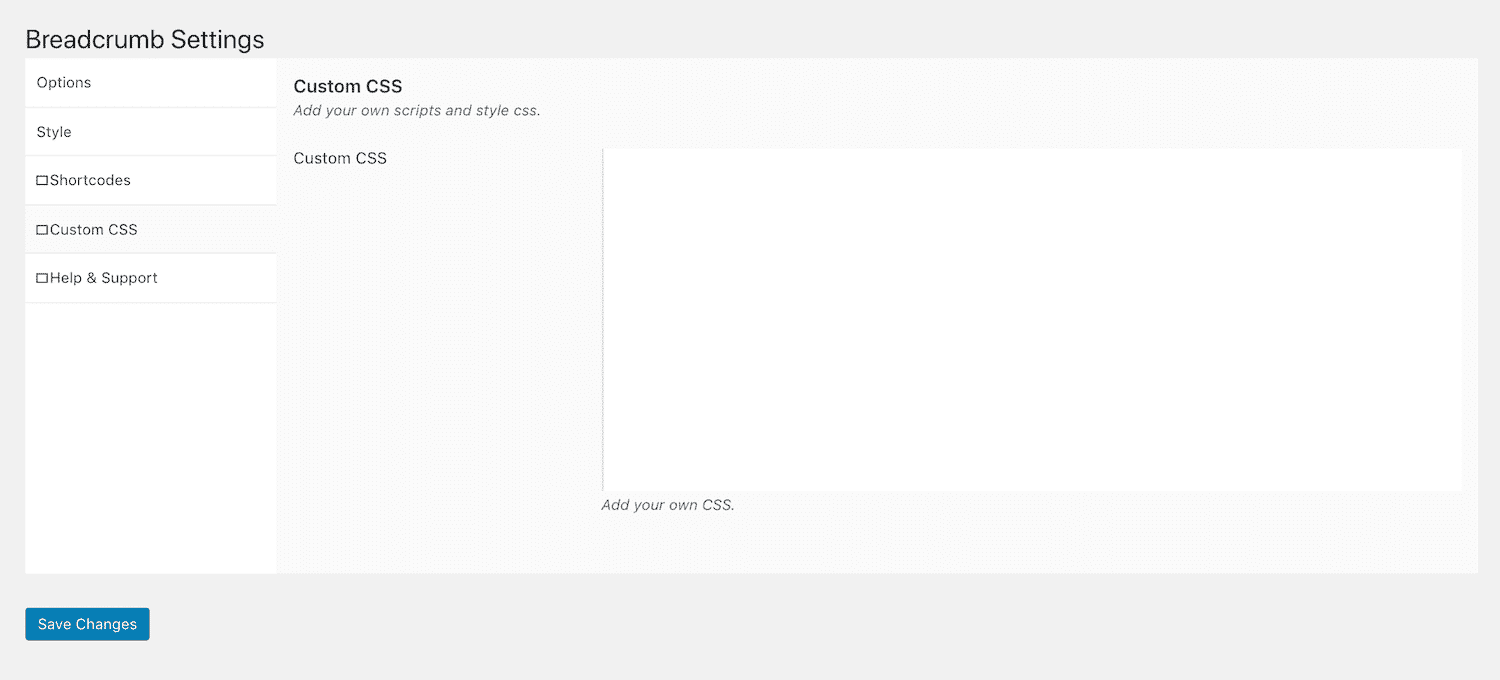 Breadcrumb Settings
Options
Style
Shortcodes
Custom CSS
Help & Support
Custom CSS
Add your own scripts and style css.
Custom CSS
Add your own CSS.
Save Changes